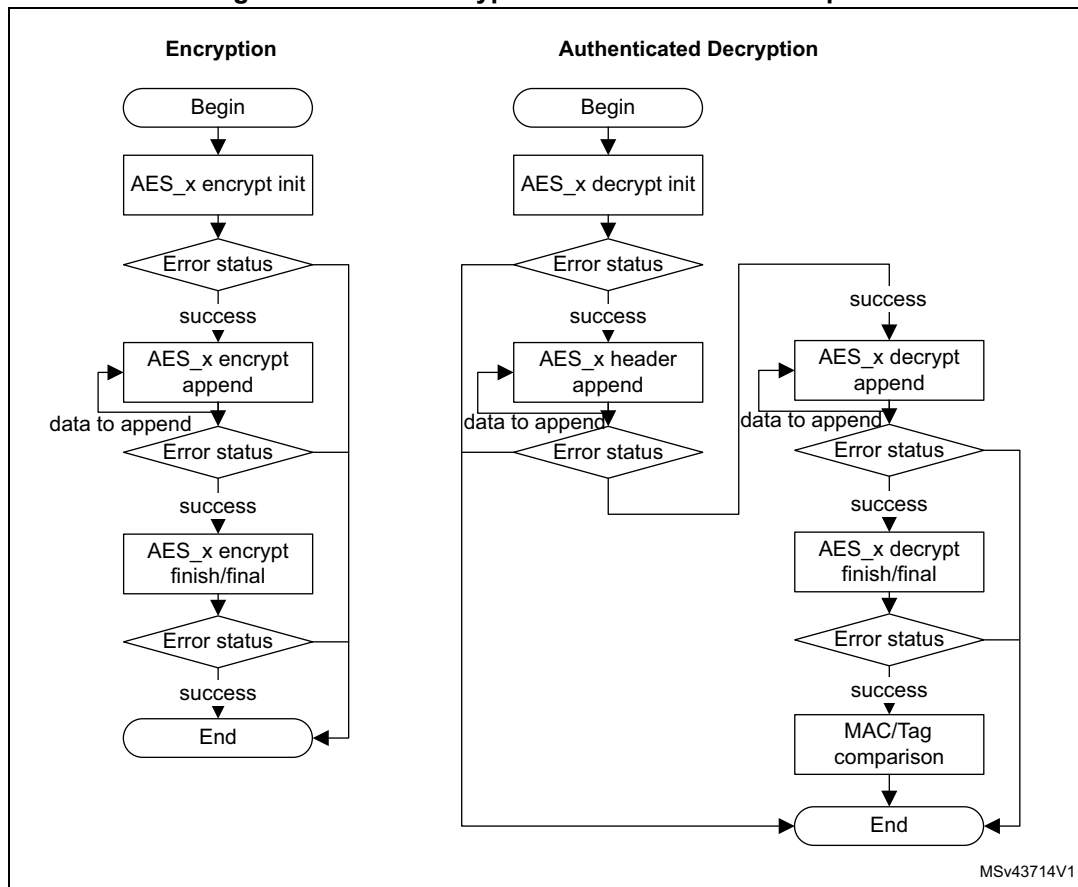 Encryption
Begin
AES_x encrypt init
Error status
success
AES_x encrypt
append
data to append
Error status
success
AES_x encrypt
finish/final
Error status
success
End
Authenticated Decryption
Begin
AES_x decrypt init
Error status
success
AES_x header
append
data to append
Error status
success
AES_x decrypt
append
data to append
Error status
success
AES_x decrypt
finish/final
Error status
success
MAC/Tag
comparison
End
MSv43714V1